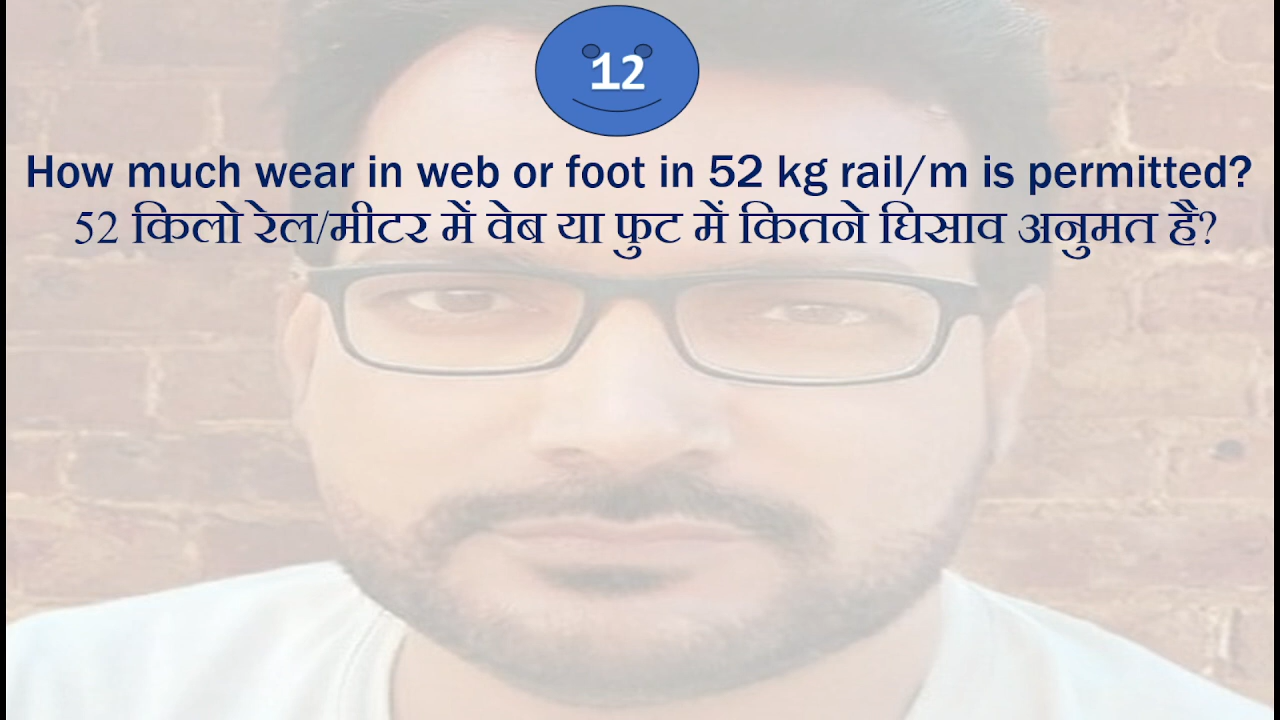 12
How much wear in web or foot in 52 kg rail/m is permitted?
52 किलो रेल/मीटर में वेब या फुट में कितने घिसाव अनुमत है?